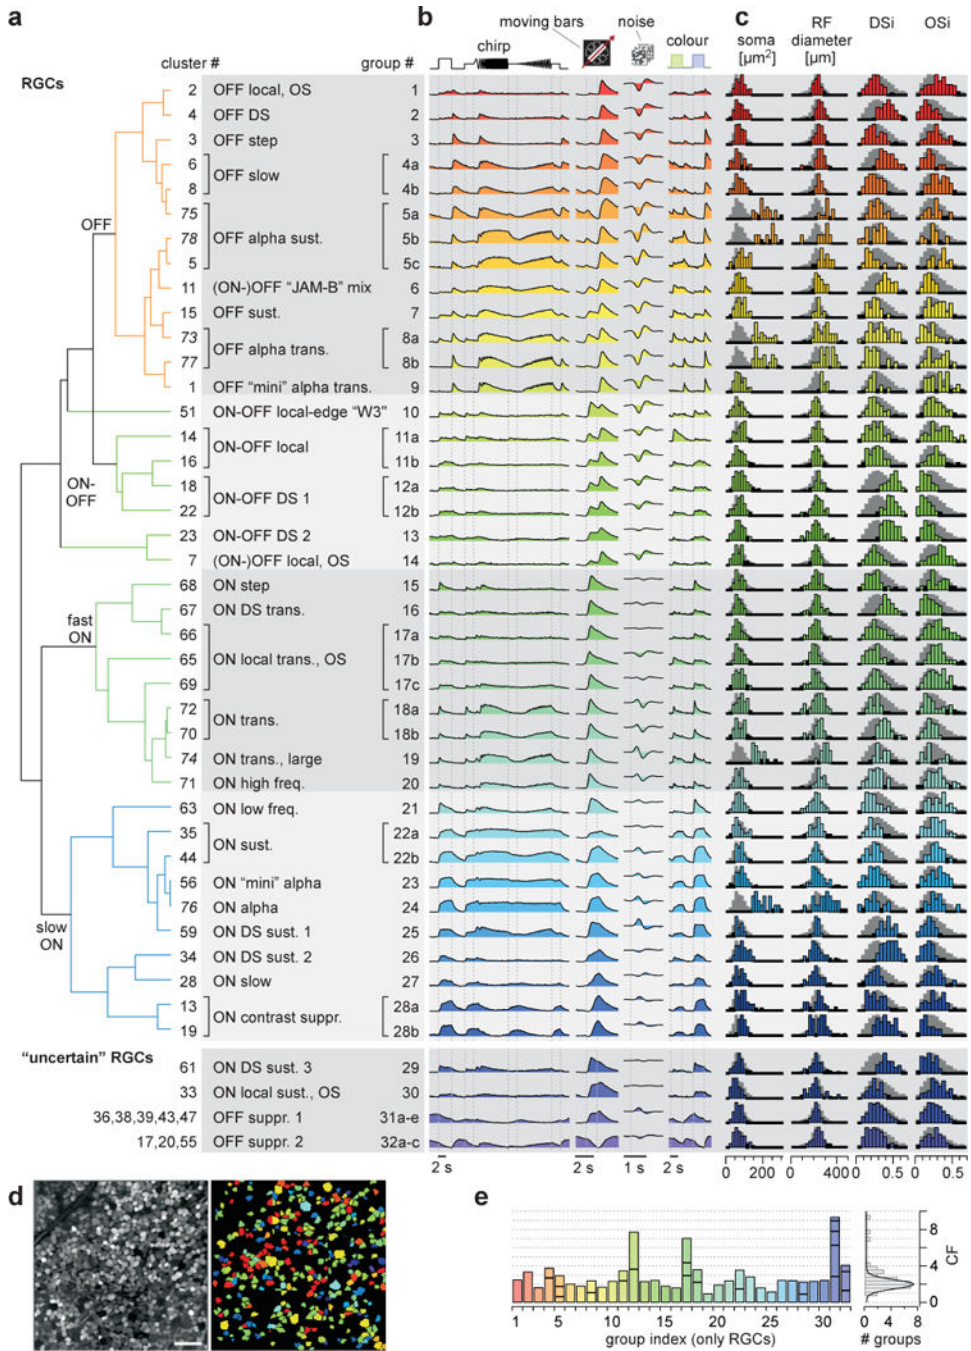 a
b
c
moving bars
noise
chirp
colour
soma [µm2]
RF diameter [µm]
DSi
OSi
RGCs
cluster #
group #
2 OFF local, OS 1
4 OFF DS 2
3 OFF step 3
6 OFF slow 4a
8 4b
75 5a
78 OFF alpha sust. 5b
5 5c
11 (ON-)OFF "JAM-B" mix 6
15 OFF sust. 7
73 OFF alpha trans. 8a
77 8b
1 OFF "mini" alpha trans. 9
51 ON-OFF local-edge "W3" 10
14 ON-OFF local 11a
16 11b
18 ON-OFF DS 1 12a
22 12b
23 ON-OFF DS 2 13
7 (ON-)OFF local, OS 14
68 ON step 15
67 ON DS trans. 16
66 17a
65 ON local trans., OS 17b
69 17c
72 ON trans. 18a
70 18b
74 ON trans., large 19
71 ON high freq. 20
63 ON low freq. 21
35 ON sust. 22a
44 22b
56 ON "mini" alpha 23
76 ON alpha 24
59 ON DS sust. 1 25
34 ON DS sust. 2 26
28 ON slow 27
13 ON contrast suppr. 28a
19 28b
OFF
ON-OFF
fast ON
slow ON
"uncertain" RGCs
61 ON DS sust. 3 29
33 ON local sust., OS 30
36,38,39,43,47 OFF suppr. 1 31a-e
17,20,55 OFF suppr. 2 32a-c
2 s 2 s 1 s 2 s
0 200 0 400 0 0.5 0 0.5
d
e
8
4
0
CF
1 5 10 15 20 25 30
group index (only RGCs)
0 4 8
# groups